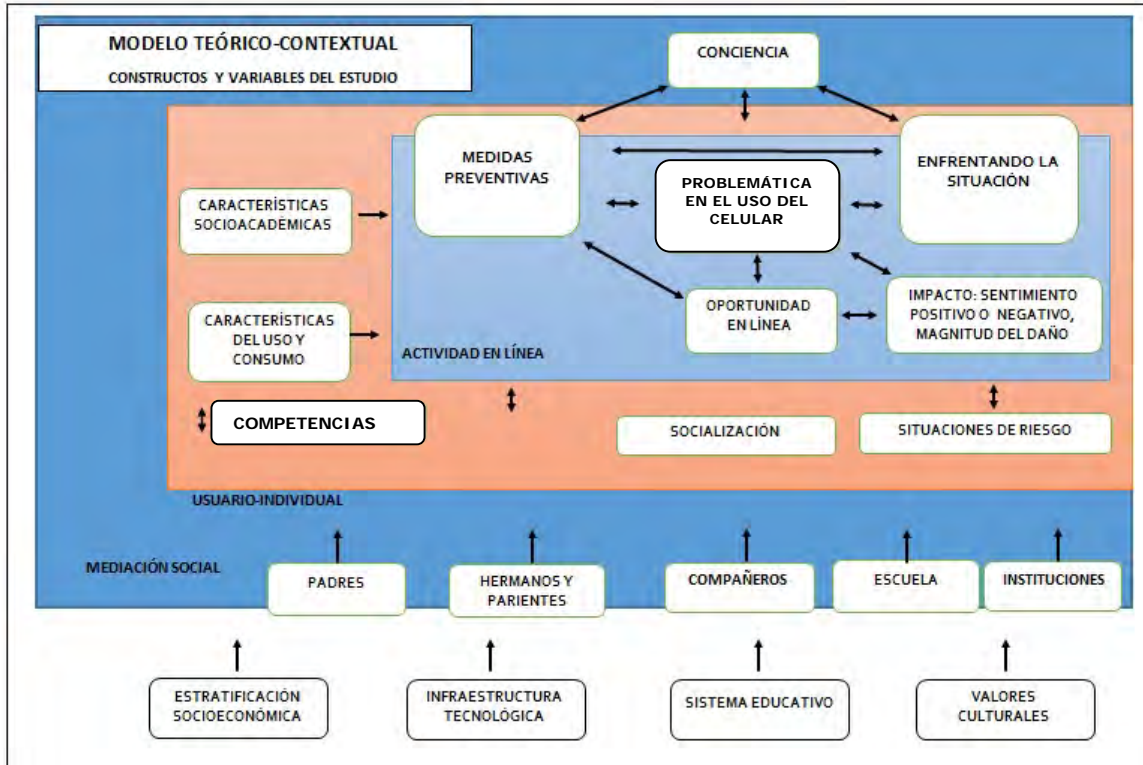 MODELO TEÓRICO-CONTEXTUAL
CONSTRUCTOS Y VARIABLES DEL ESTUDIO
CONCIENCIA
MEDIDAS
PREVENTIVAS
PROBLEMÁTICA
EN EL USO DEL
CELULAR
ENFRENTANDO LA
SITUACIÓN
CARACTERÍSTICAS
SOCIOACADÉMICAS
CARACTERÍSTICAS
DEL USO Y
CONSUMO
OPORTUNIDAD
EN LÍNEA
IMPACTO: SENTIMIENTO
POSITIVO O NEGATIVO,
MAGNITUD DEL DAÑO
ACTIVIDAD EN LÍNEA
COMPETENCIAS
SOCIALIZACIÓN
SITUACIONES DE RIESGO
USUARIO-INDIVIDUAL
MEDIACIÓN SOCIAL
PADRES
HERMANOS Y
PARIENTES
COMPAÑEROS
ESCUELA
INSTITUCIONES
ESTRATIFICACIÓN
SOCIOECONÓMICA
INFRAESTRUCTURA
TECNOLÓGICA
SISTEMA EDUCATIVO
VALORES
CULTURALES